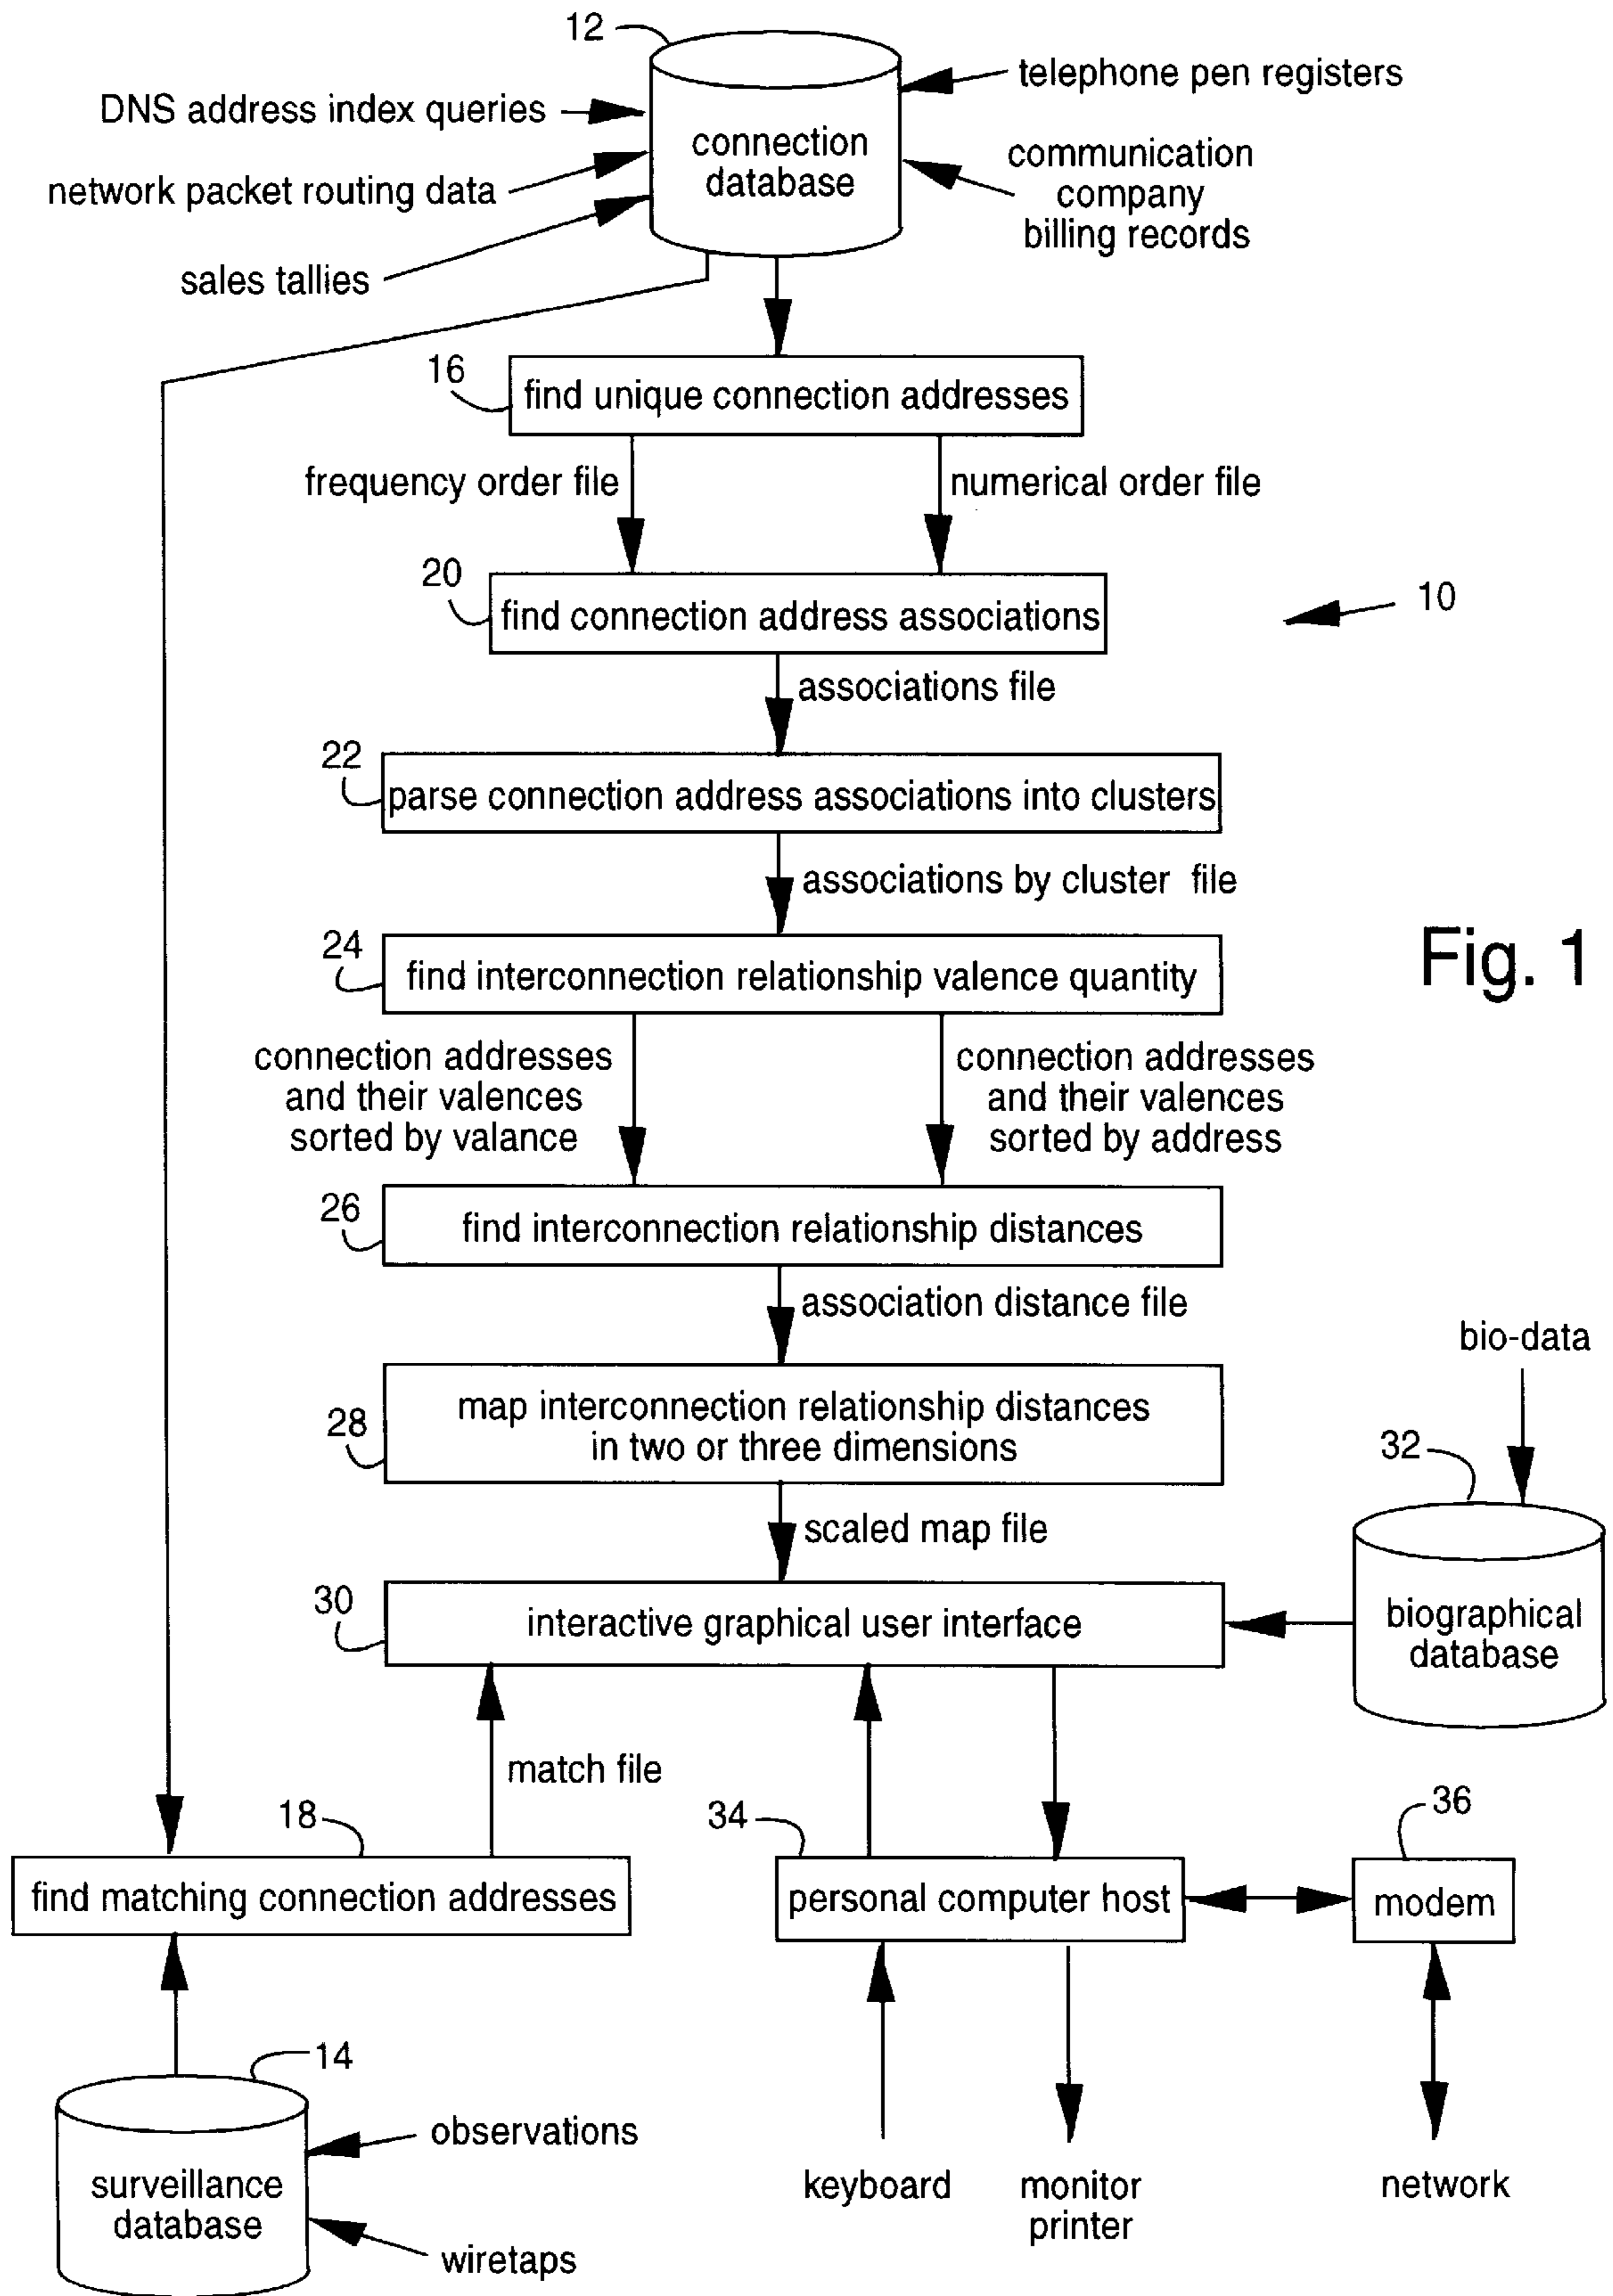 12
telephone pen registers
DNS address index queries
connection
database
communication
company
billing records
network packet routing data
sales tallies
16
find unique connection addresses
frequency order file
numerical order file
20
find connection address associations
10
associations file
22
parse connection address associations into clusters
associations by cluster file
24
find interconnection relationship valence quantity
Fig. 1
connection addresses
and their valences
sorted by valance
connection addresses
and their valences
sorted by address
26
find interconnection relationship distances
association distance file
bio-data
28
map interconnection relationship distances
in two or three dimensions
32
scaled map file
30
interactive graphical user interface
biographical
database
match file
18
34
36
find matching connection addresses
personal computer host
modem
14
observations
surveillance
database
wiretaps
keyboard
monitor
printer
network